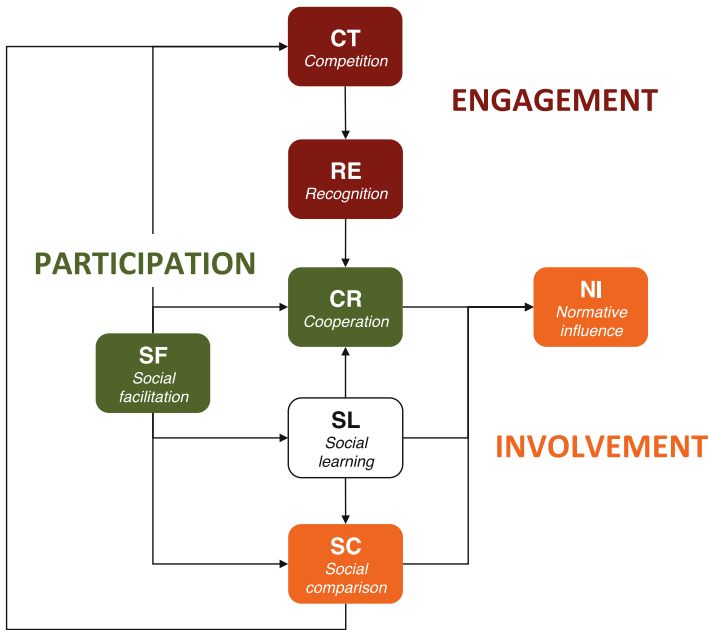 CT
Competition
ENGAGEMENT
RE
Recognition
PARTICIPATION
CR
Cooperation
NI
Normative
influence
SF
Social
facilitation
SL
Social
learning
INVOLVEMENT
SC
Social
comparison